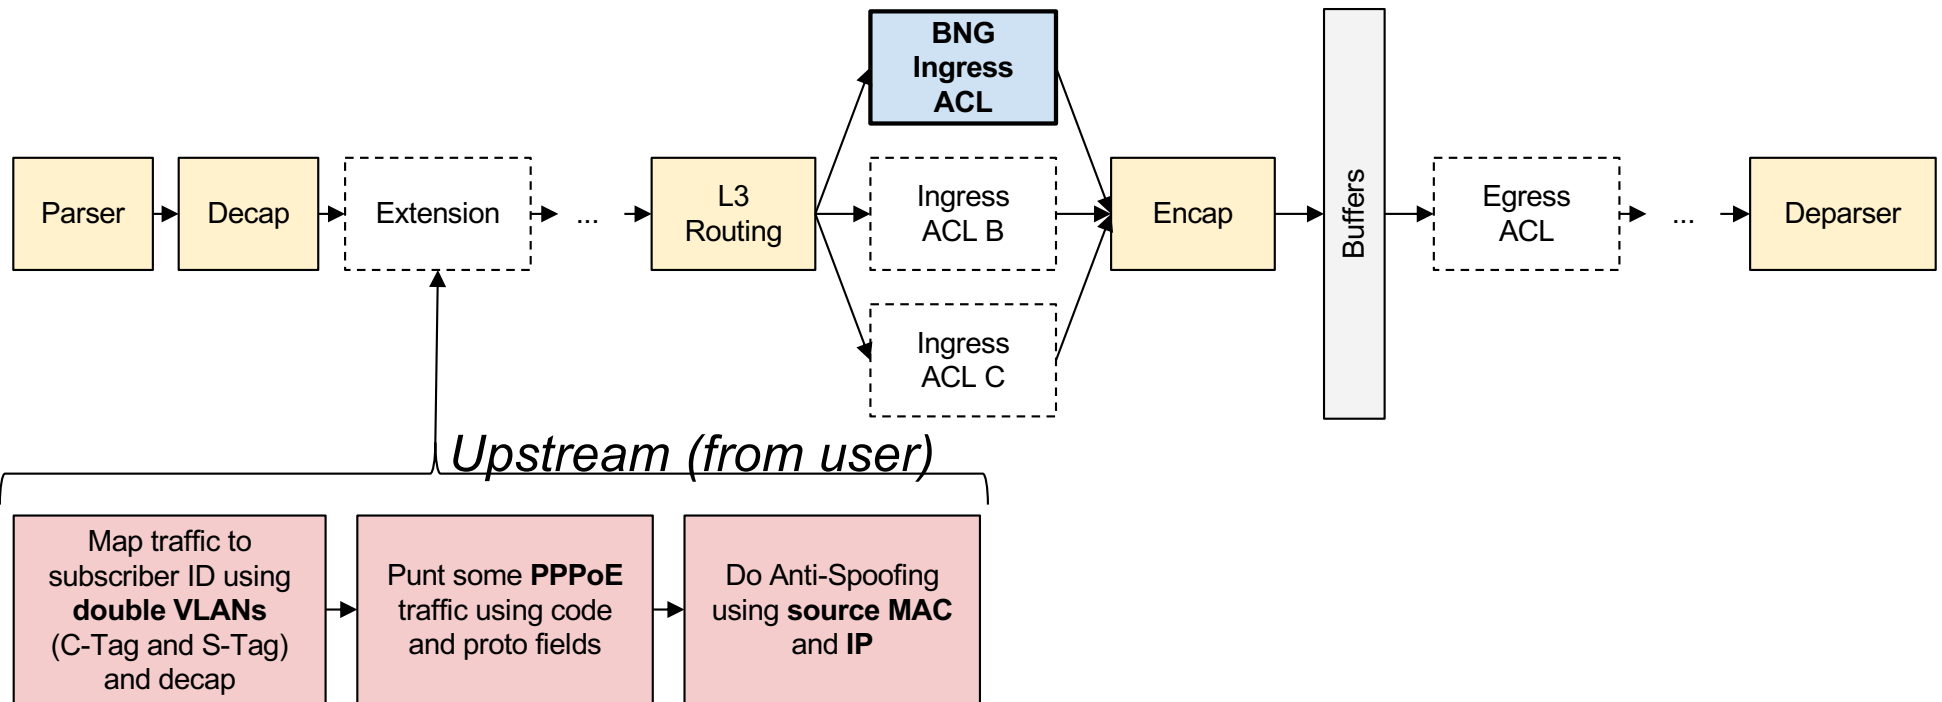 BNG
Ingress
ACL
Parser
Decap
Extension
...
L3
Routing
Ingress
ACL B
Ingress
ACL C
Encap
Buffers
Egress
ACL
...
Deparser
Upstream (from user)
Map traffic to
subscriber ID using
double VLANs
(C-Tag and S-Tag)
and decap
Punt some PPPoE
traffic using code
and proto fields
Do Anti-Spoofing
using source MAC
and IP